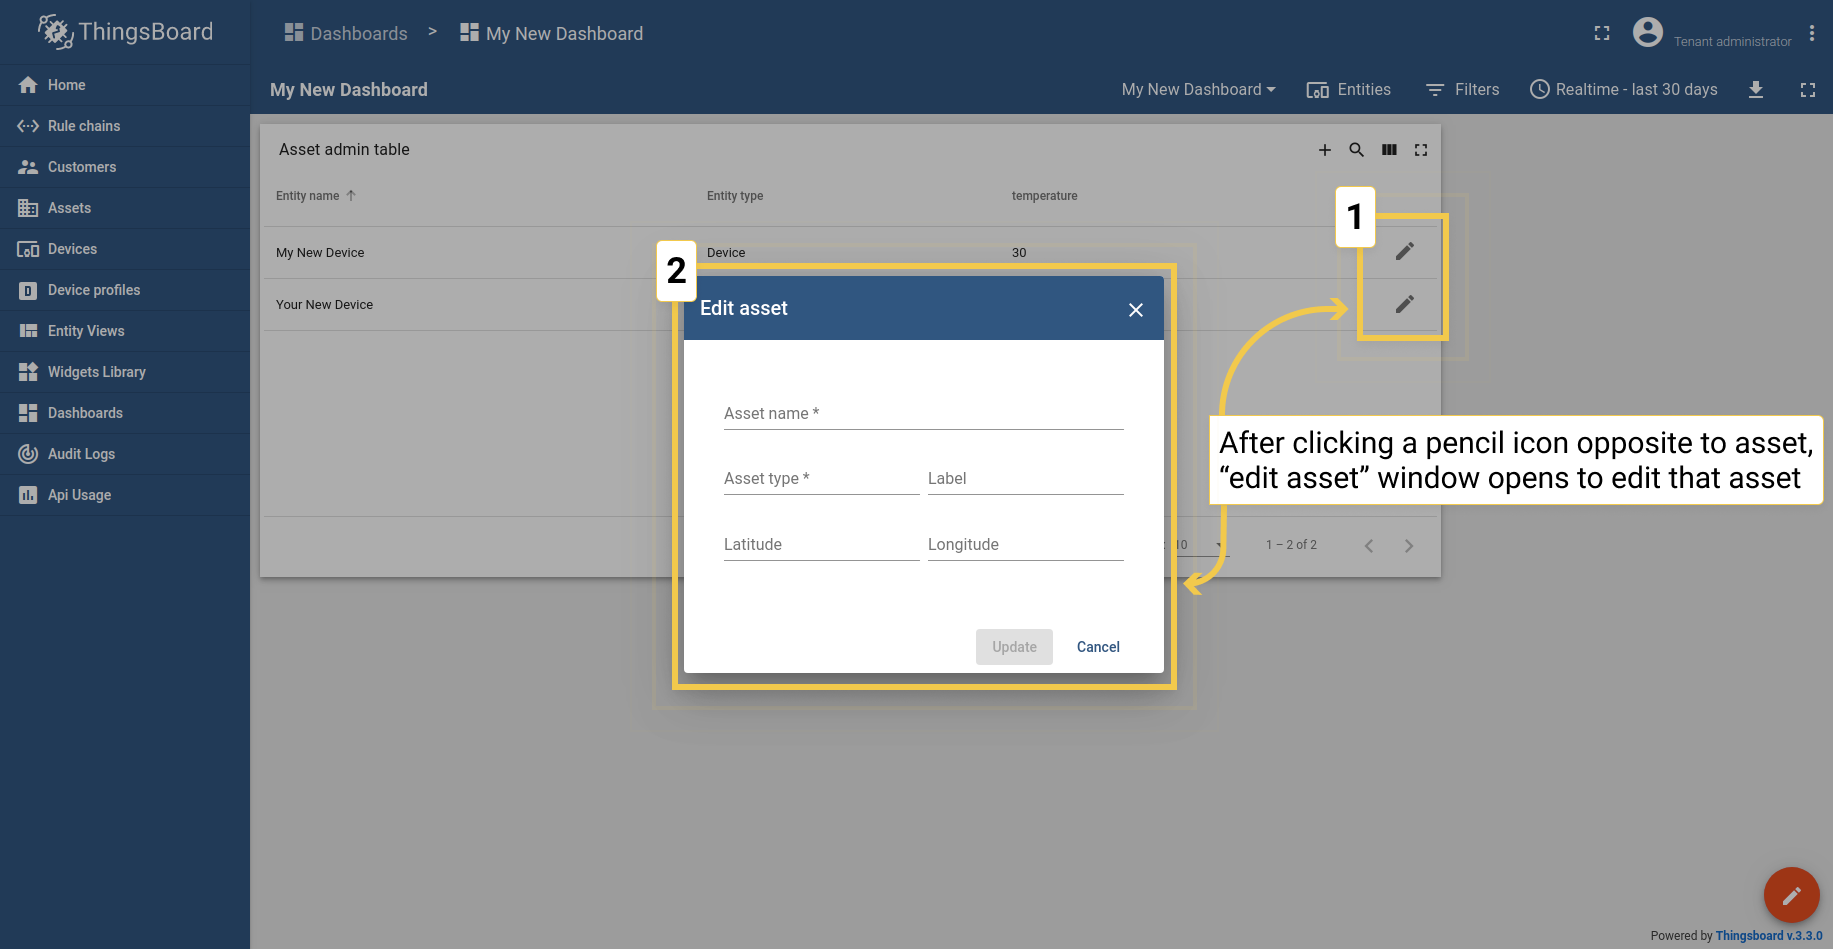 ThingsBoard
Dashboards > My New Dashboard
Tenant administrator
Home
Rule chains
Customers
Assets
Devices
Device profiles
Entity Views
Widgets Library
Dashboards
Audit Logs
Api Usage
My New Dashboard
My New Dashboard Entities Filters Realtime - last 30 days
Asset admin table
Entity name Entity type temperature
My New Device Device 30
Your New Device
1
2
Edit asset
Asset name *
Asset type * Label
Latitude Longitude
Update Cancel
After clicking a pencil icon opposite to asset,
“edit asset” window opens to edit that asset
10 1 – 2 of 2
Powered by Thingsboard v.3.3.0